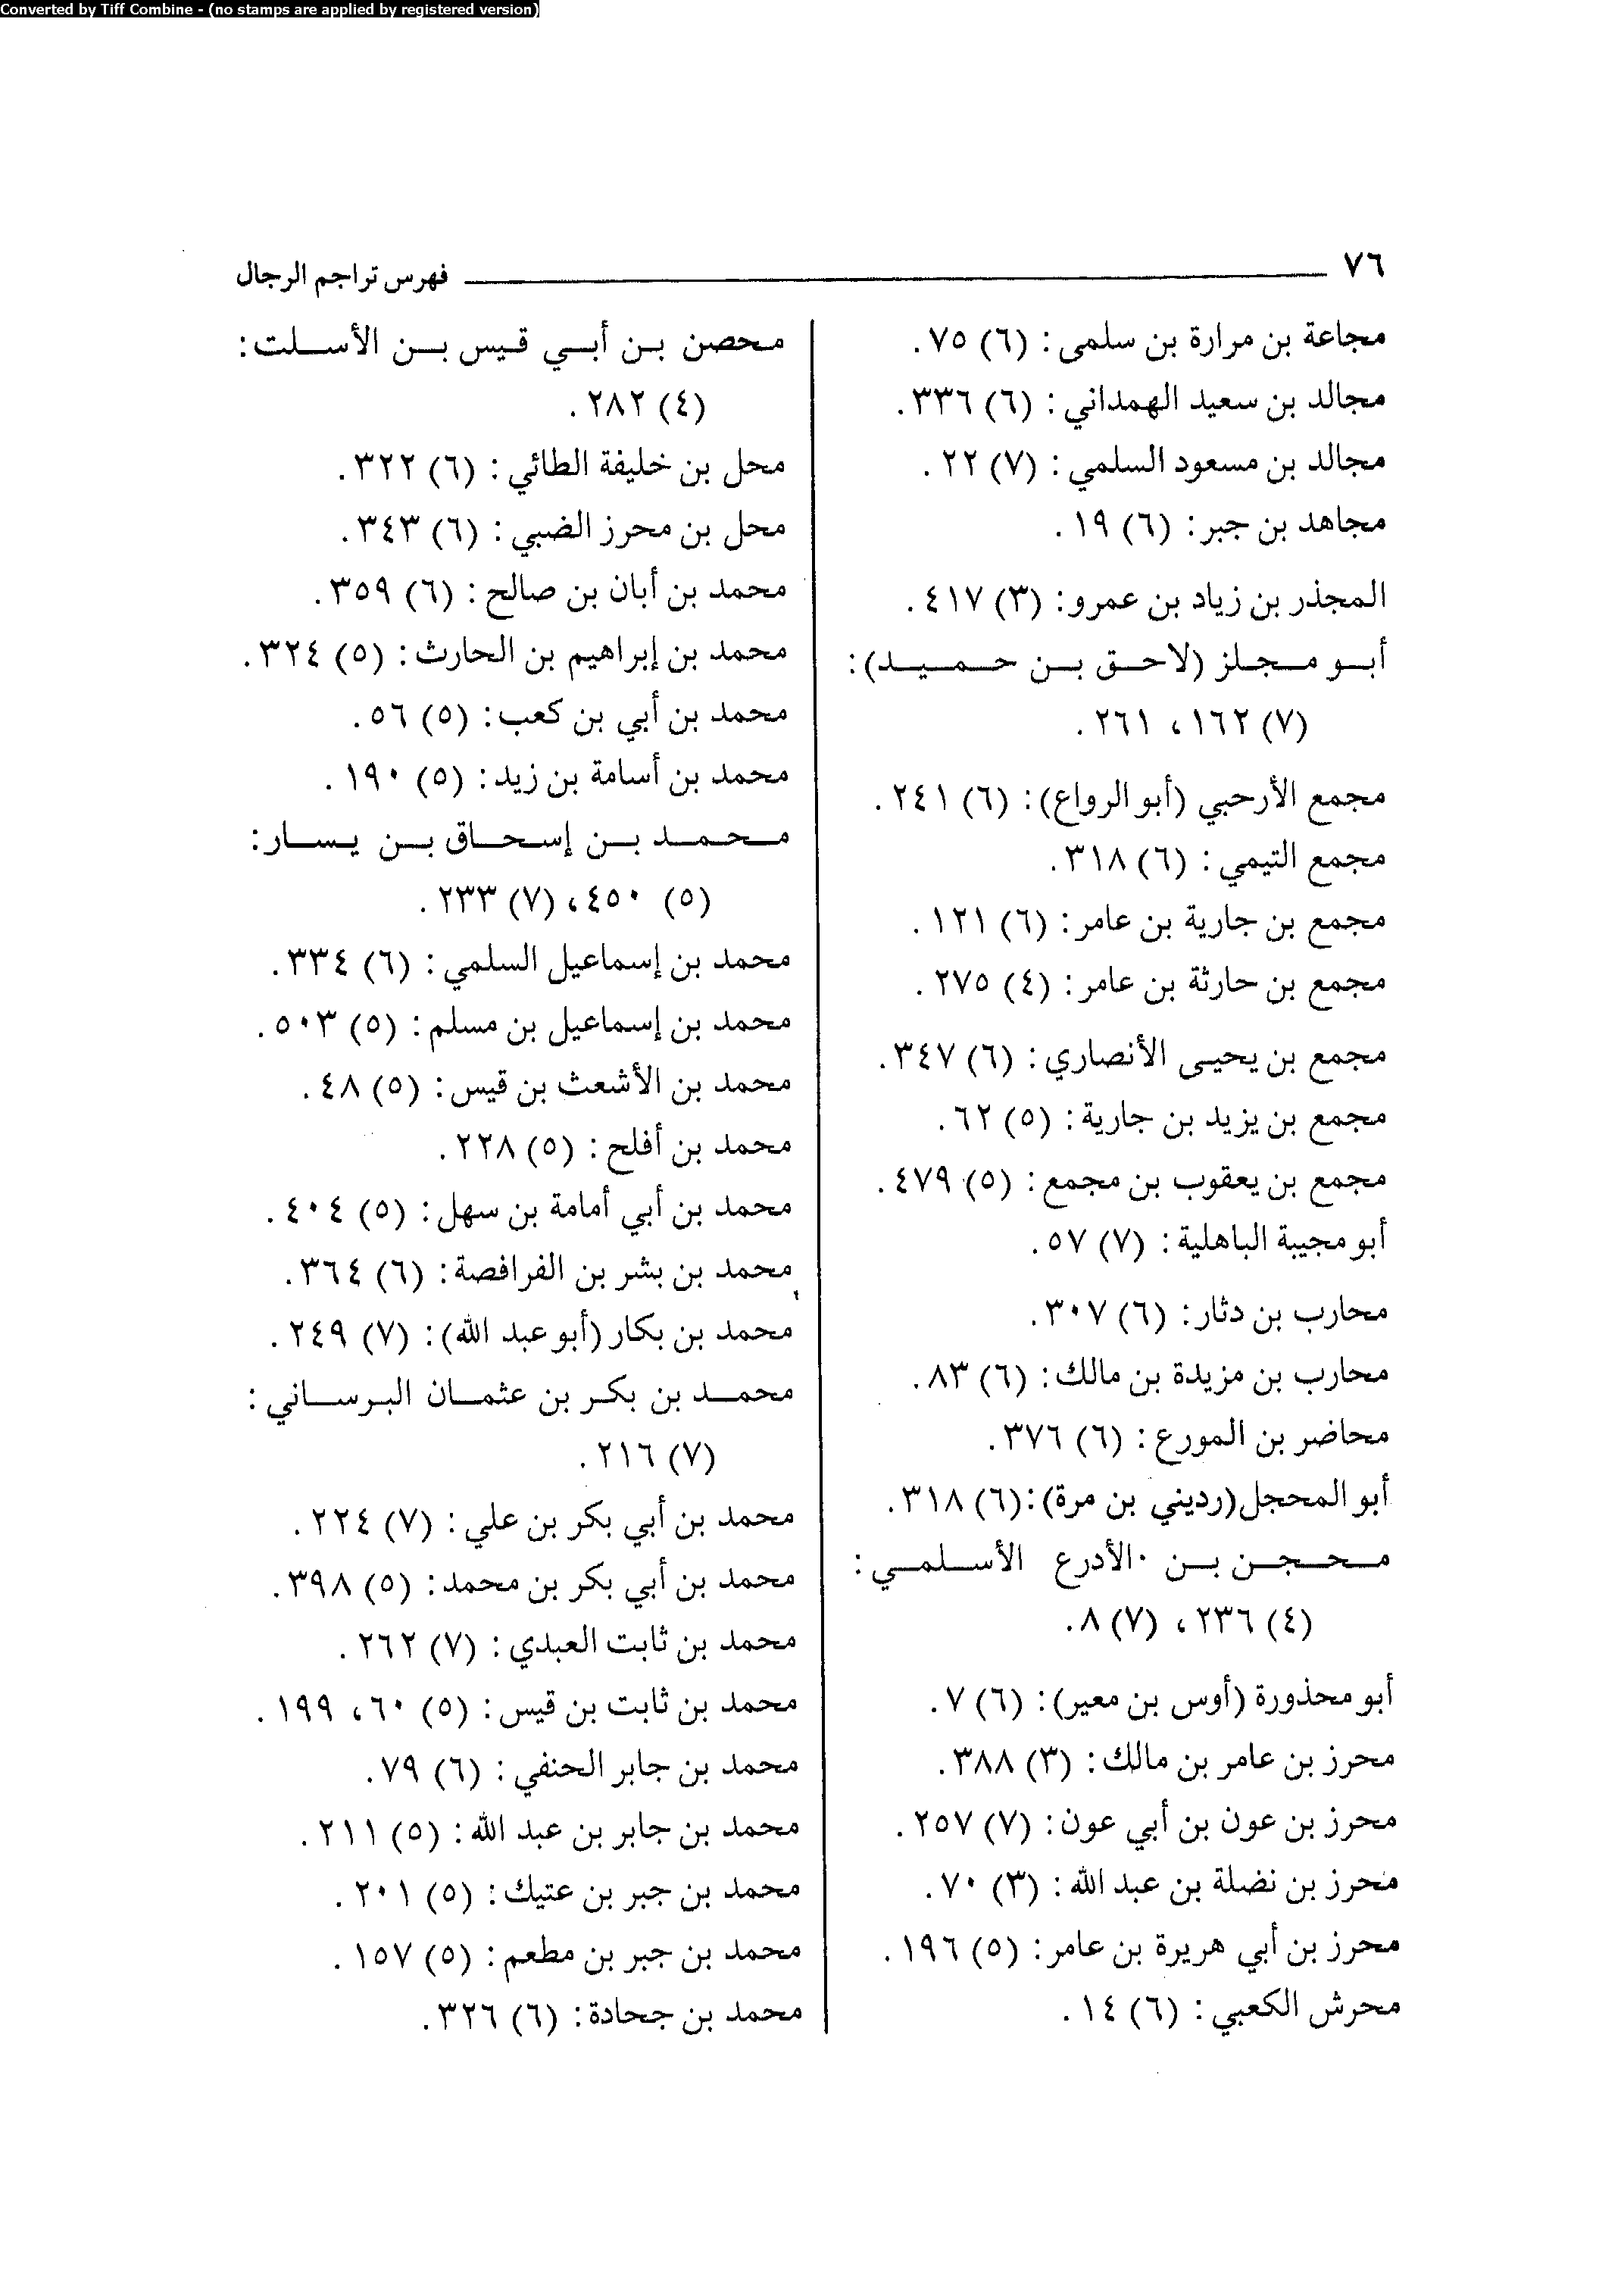 Converted by Tiff Combine - (no stamps are applied by registered version)
٧٦ فهرس تراجم الرجال
مجاعة بن مرارة بن سلمى: (٦) ٧٥.
مجالد بن سعيد الهمداني: (٦) ٣٣٦.
مجالد بن مسعود السلمي: (٧) ٢٢.
مجاهد بن جبر: (٦) ١٩.
المجذر بن زياد بن عمرو: (٣) ٤١٧.
أبو مجلز (لاحق بن حميد):
(٧) ١٦٢، ٢٦١.
مجمع الأرحبي (أبو الرواع): (٦) ٢٤١.
مجمع التيمي: (٦) ٣١٨.
مجمع بن جارية بن عامر: (٦) ١٢١.
مجمع بن حارثة بن عامر: (٤) ٢٧٥.
مجمع بن يحيى الأنصاري: (٦) ٣٤٧.
مجمع بن يزيد بن جارية: (٥) ٦٢.
مجمع بن يعقوب بن مجمع: (٥) ٤٧٩.
أبو مجيبة الباهلية: (٧) ٥٧.
محارب بن دثار: (٦) ٣٠٧.
محارب بن مزيدة بن مالك: (٦) ٨٣.
محاضر بن المورع: (٦) ٣٧٦.
أبو المحجل(رديني بن مرة):(٦) ٣١٨.
محجن بن الأدرع الأسلمي:
(٤) ٢٣٦، (٧) ٨.
أبو محذورة (أوس بن معير): (٦) ٧.
محرز بن عامر بن مالك: (٣) ٣٨٨.
محرز بن عون بن أبي عون: (٧) ٢٥٧.
محرز بن نضلة بن عبد الله: (٣) ٧٠.
محرز بن أبي هريرة بن عامر: (٥) ١٩٦.
محرش الكعبي: (٦) ١٤.
محصن بن أبي قيس بن الأسلت:
(٤) ٢٨٢.
محل بن خليفة الطائي: (٦) ٣٢٢.
محل بن محرز الضبي: (٦) ٣٤٣.
محمد بن أبان بن صالح: (٦) ٣٥٩.
محمد بن إبراهيم بن الحارث: (٥) ٣٢٤.
محمد بن أبي بن كعب: (٥) ٥٦.
محمد بن أسامة بن زيد: (٥) ١٩٠.
محمد بن إسحاق بن يسار:
(٥) ٤٥٠، (٧) ٢٣٣.
محمد بن إسماعيل السلمي: (٦) ٣٣٤.
محمد بن إسماعيل بن مسلم: (٥) ٥٠٣.
محمد بن الأشعث بن قيس: (٥) ٤٨.
محمد بن أفلح: (٥) ٢٢٨.
محمد بن أبي أمامة بن سهل: (٥) ٤٠٤.
محمد بن بشر بن الفرافصة: (٦) ٣٦٤.
محمد بن بكار (أبو عبد الله): (٧) ٢٤٩.
محمد بن بكر بن عثمان البرساني:
(٧) ٢١٦.
محمد بن أبي بكر بن علي: (٧) ٢٢٤.
محمد بن أبي بكر بن محمد: (٥) ٣٩٨.
محمد بن ثابت العبدي: (٧) ٢٦٢.
محمد بن ثابت بن قيس: (٥) ٦٠، ١٩٩.
محمد بن جابر الحنفي: (٦) ٧٩.
محمد بن جابر بن عبد الله: (٥) ٢١١.
محمد بن جبر بن عتيك: (٥) ٢٠١.
محمد بن جبر بن مطعم: (٥) ١٥٧.
محمد بن جحادة: (٦) ٣٢٦.